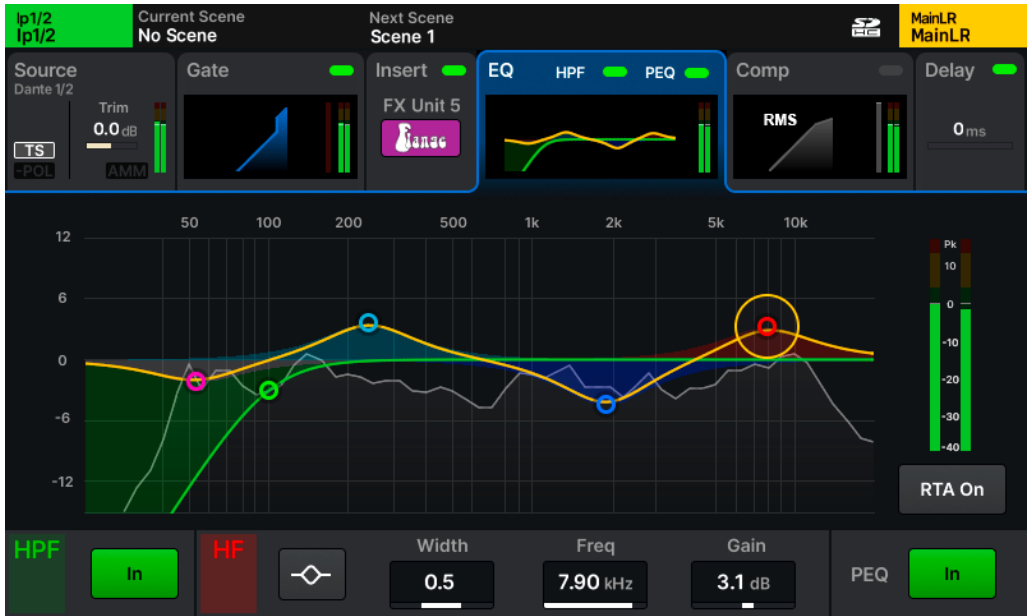 Ip1/2
Ip1/2
Current Scene
No Scene
Next Scene
Scene 1
SD
HC
MainLR
MainLR
Source
Dante 1/2
Trim
0.0 dB
TS
-POL
AMM
Gate
Insert
FX Unit 5
flange
EQ
HPF
PEQ
Comp
RMS
Delay
0 ms
50 100 200 500 1k 2k 5k 10k
12
6
0
-6
-12
Pk
10
0
-10
-20
-30
-40
RTA On
HPF
In
HF
Width
0.5
Freq
7.90 kHz
Gain
3.1 dB
PEQ
In